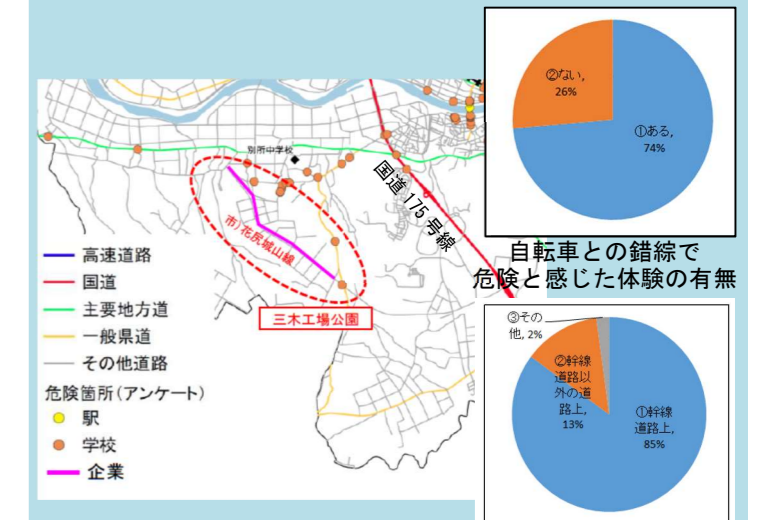 別所中学校
国道175号線
市)花尻城山線
三木工場公園
高速道路
国道
主要地方道
一般県道
その他道路
危険箇所(アンケート)
駅
学校
企業
②ない,
26%
①ある,
74%
自転車との錯綜で
危険と感じた体験の有無
③その
他, 2%
②幹線
道路以
外の道
路上,
13%
①幹線
道路上,
85%